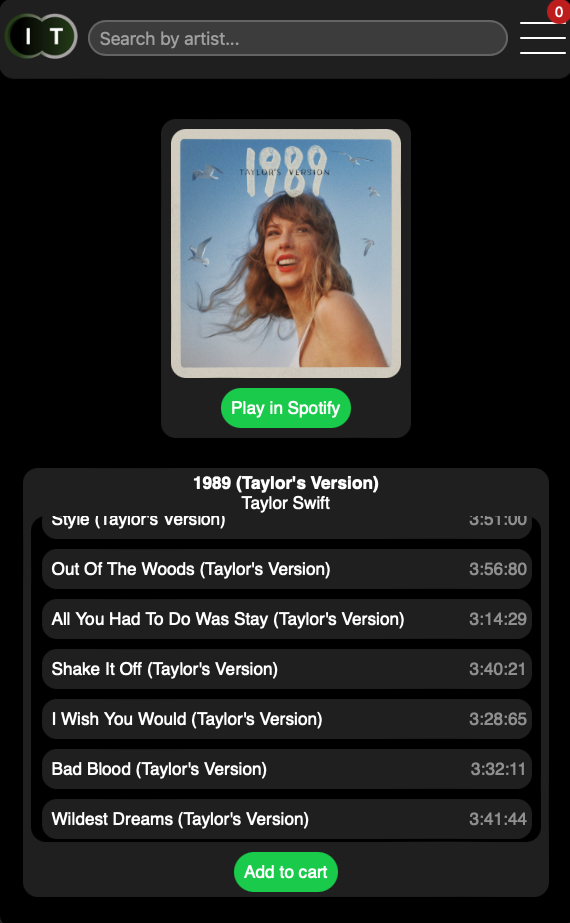 I T
Search by artist...
0
1989
TAYLOR'S VERSION
Play in Spotify
1989 (Taylor's Version)
Taylor Swift
Style (Taylor's Version) 3:51:00
Out Of The Woods (Taylor's Version) 3:56:80
All You Had To Do Was Stay (Taylor's Version) 3:14:29
Shake It Off (Taylor's Version) 3:40:21
I Wish You Would (Taylor's Version) 3:28:65
Bad Blood (Taylor's Version) 3:32:11
Wildest Dreams (Taylor's Version) 3:41:44
Add to cart